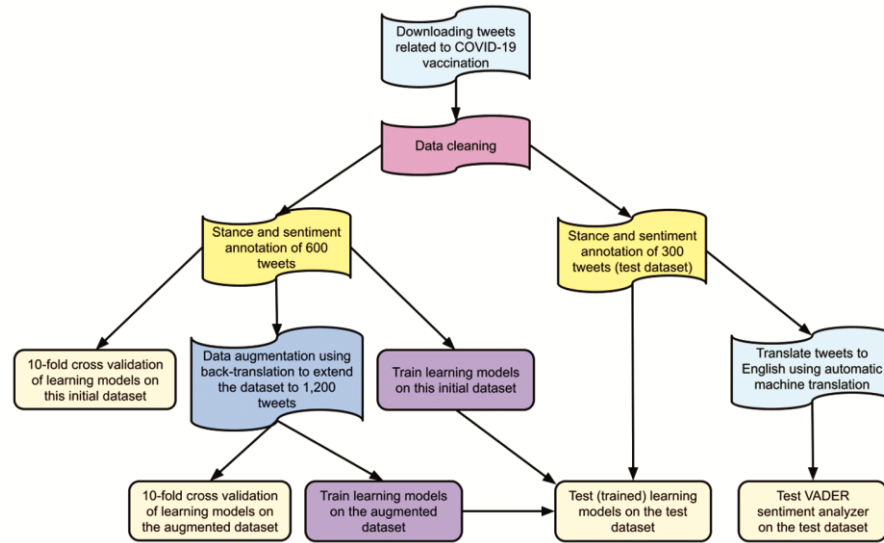 Downloading tweets
related to COVID-19
vaccination
Data cleaning
Stance and sentiment
annotation of 600
tweets
Stance and sentiment
annotation of 300
tweets (test dataset)
10-fold cross validation
of learning models on
this initial dataset
Data augmentation using
back-translation to extend
the dataset to 1,200
tweets
Train learning models
on this initial dataset
Translate tweets to
English using automatic
machine translation
10-fold cross validation
of learning models on
the augmented dataset
Train learning models
on the augmented
dataset
Test (trained) learning
models on the test
dataset
Test VADER
sentiment analyzer
on the test dataset